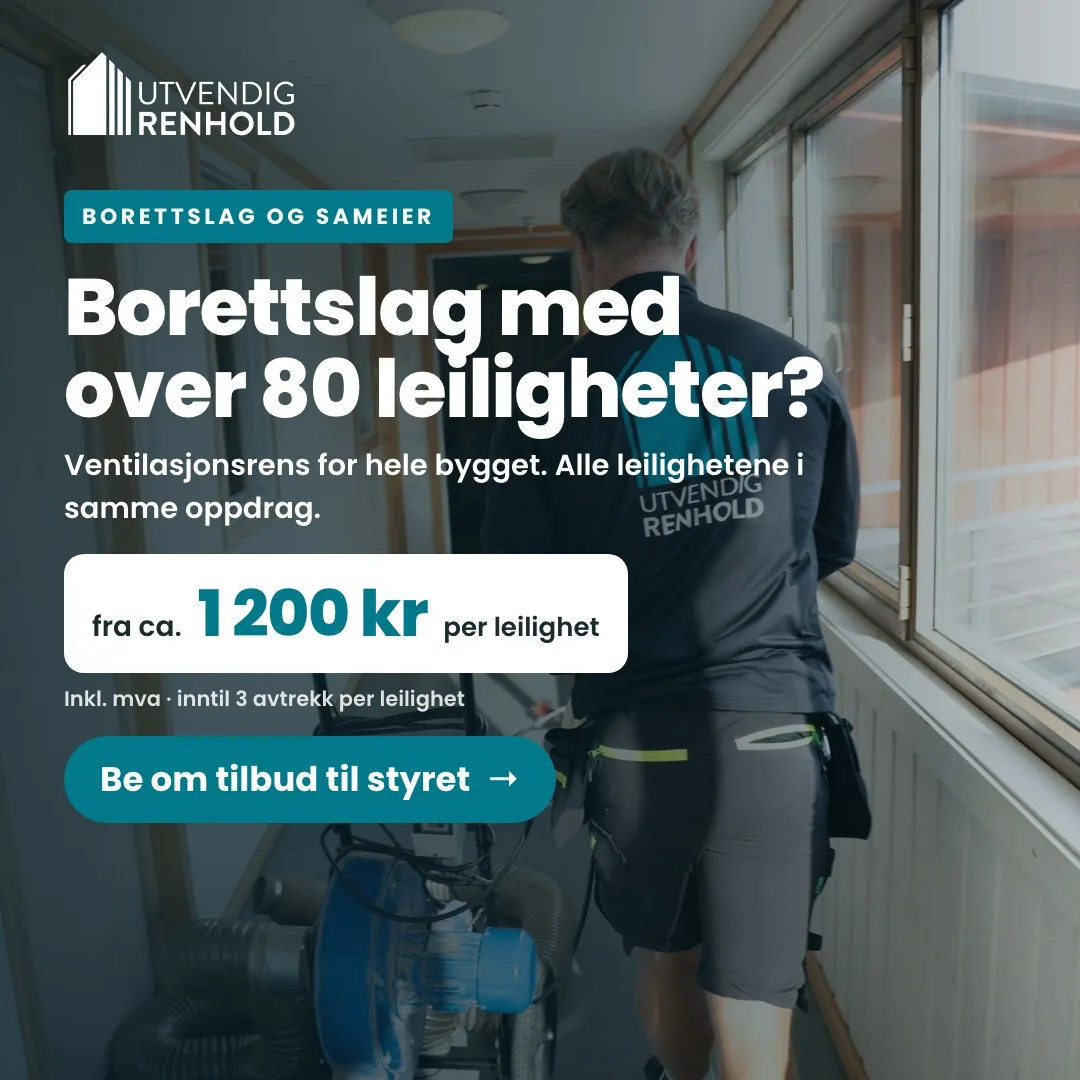 UTVENDIG
RENHOLD
BORETTSLAG OG SAMEIER
Borettslag med
over 80 leiligheter?
Ventilasjonsrens for hele bygget. Alle leilighetene i
samme oppdrag.
UTVENDIG
RENHOLD
fra ca. 1 200 kr per leilighet
Inkl. mva · inntil 3 avtrekk per leilighet
Be om tilbud til styret →